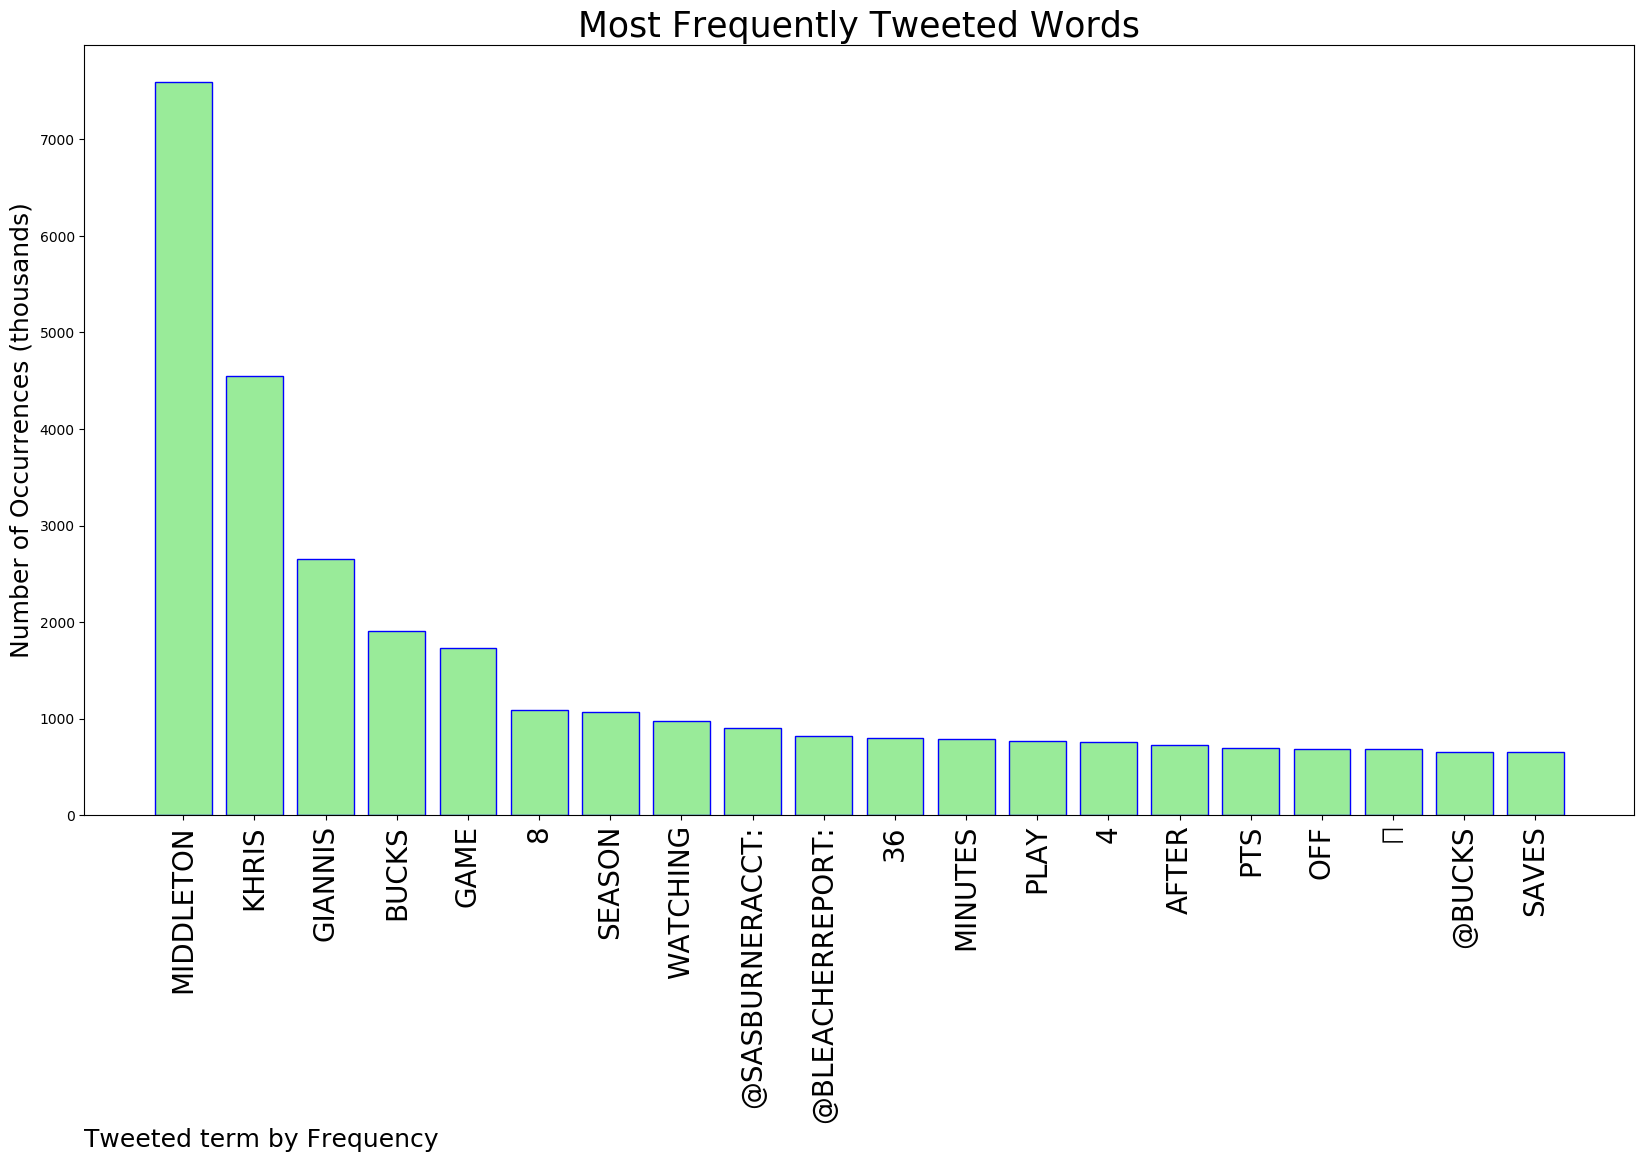 Most Frequently Tweeted Words
Number of Occurrences (thousands)
7000
6000
5000
4000
3000
2000
1000
0
MIDDLETON
KHRIS
GIANNIS
BUCKS
GAME
8
SEASON
WATCHING
@SASBURNERACCT:
@BLEACHERREPORT:
36
MINUTES
PLAY
4
AFTER
PTS
OFF
@BUCKS
SAVES
Tweeted term by Frequency